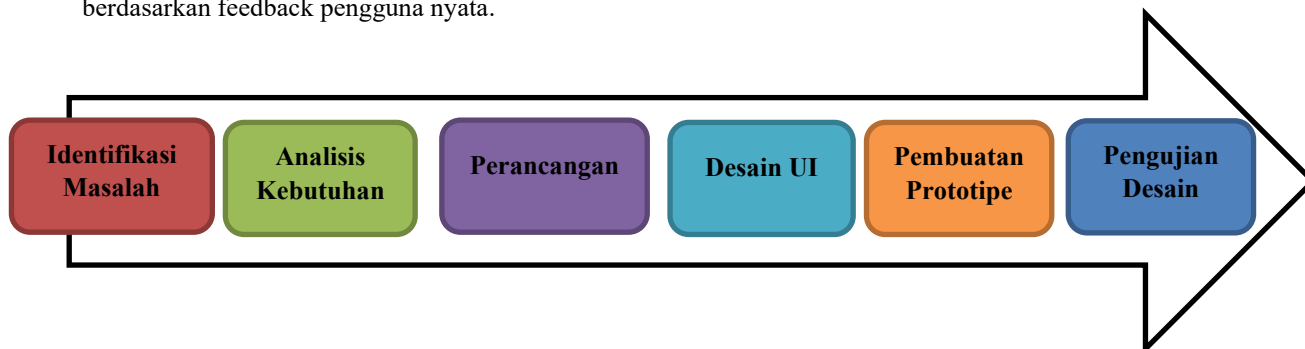 berdasarkan feedback pengguna nyata.
Identifikasi
Masalah
Analisis
Kebutuhan
Perancangan
Desain UI
Pembuatan
Prototipe
Pengujian
Desain